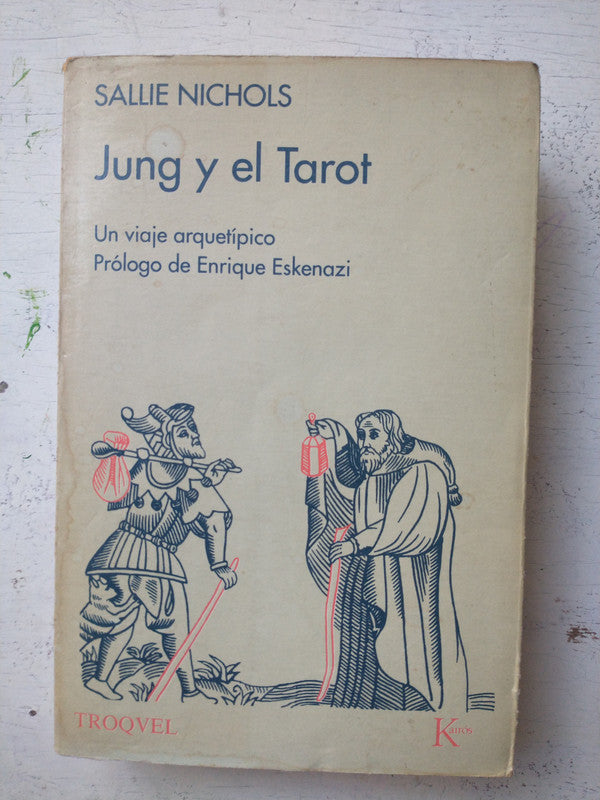 SALLIE NICHOLS
Jung y el Tarot
Un viaje arquetípico
Prólogo de Enrique Eskenazi
TROQVEL
Kairós